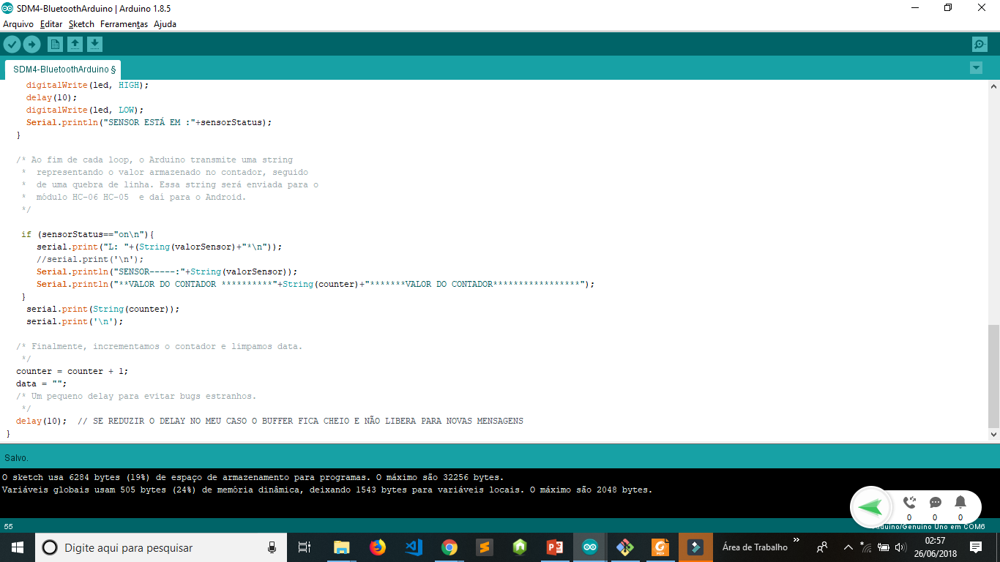 SDM4-BluetoothArduino | Arduino 1.8.5
Arquivo Editar Sketch Ferramentas Ajuda
SDM4-BluetoothArduino §
digitalWrite(led, HIGH);
delay(10);
digitalWrite(led, LOW);
Serial.println("SENSOR ESTÁ EM :"+sensorStatus);
}
/* Ao fim de cada loop, o Arduino transmite uma string
* representando o valor armazenado no contador, seguido
* de uma quebra de linha. Essa string será enviada para o
* módulo HC-06 HC-05 e daí para o Android.
*/
if (sensorStatus=="on\n"){
serial.print("L: "+(String(valorSensor)+"*\n"));
//serial.print('\n');
Serial.println("SENSOR-----:"+String(valorSensor));
Serial.println("**VALOR DO CONTADOR **********"+String(counter)+"*******VALOR DO CONTADOR*****************");
}
serial.print(String(counter));
serial.print('\n');
/* Finalmente, incrementamos o contador e limpamos data.
*/
counter = counter + 1;
data = "";
/* Um pequeno delay para evitar bugs estranhos.
*/
delay(10); // SE REDUZIR O DELAY NO MEU CASO O BUFFER FICA CHEIO E NÃO LIBERA PARA NOVAS MENSAGENS
}
Salvo.
O sketch usa 6284 bytes (19%) de espaço de armazenamento para programas. O máximo são 32256 bytes.
Variáveis globais usam 505 bytes (24%) de memória dinâmica, deixando 1543 bytes para variáveis locais. O máximo são 2048 bytes.
0 0 0
55
Arduino/Genuino Uno em COM6
Digite aqui para pesquisar
Área de Trabalho
02:57
26/06/2018